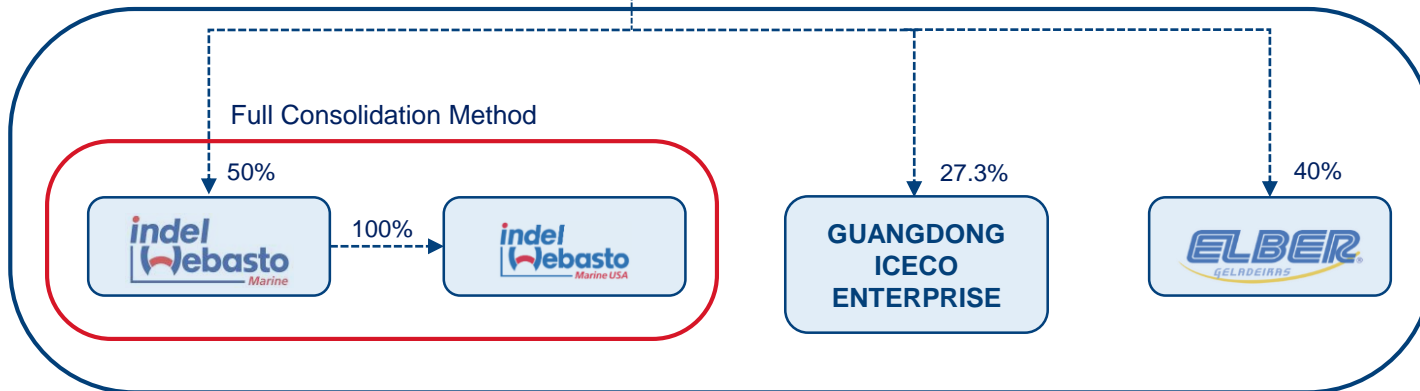 Full Consolidation Method
50%
27.3%
40%
indel
Webasto
Marine
100%
indel
Webasto
Marine USA
GUANGDONG
ICECO
ENTERPRISE
ELBER®
GELADEIRAS